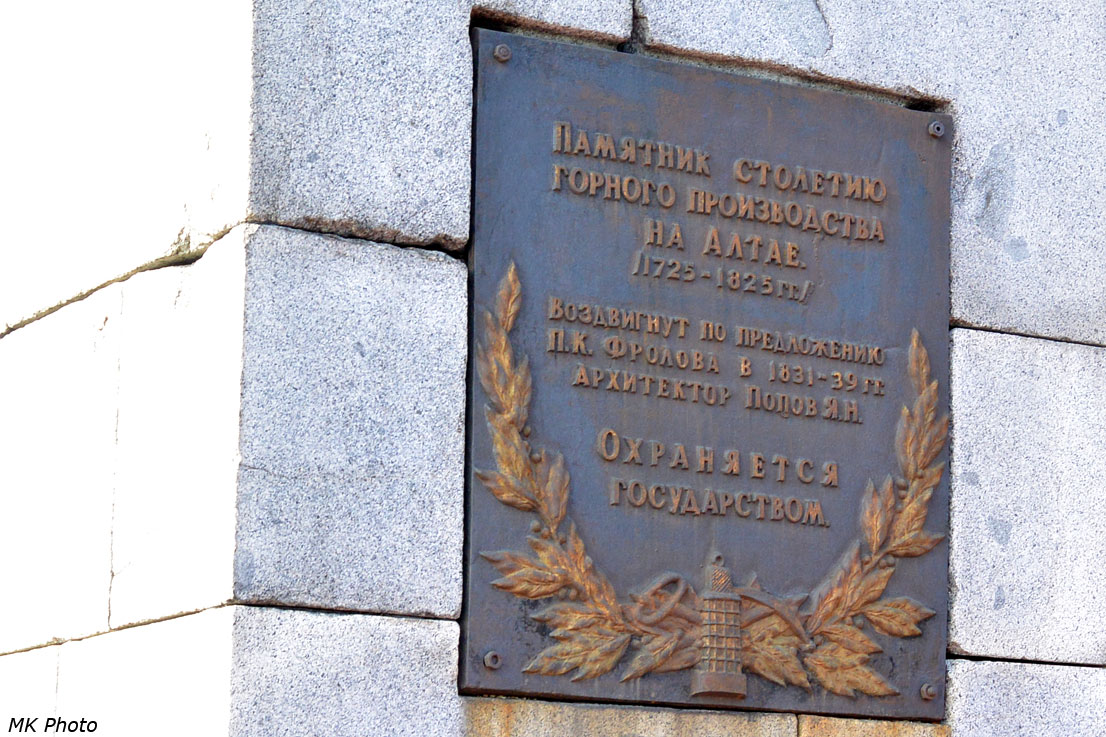 Памятник столетию
горного производства
на Алтае.
/1725-1825 гг./
Воздвигнут по предложению
П.К. Фролова в 1831-39 гг.
архитектор Попов Я.Н.
Охраняется
государством.
MK Photo